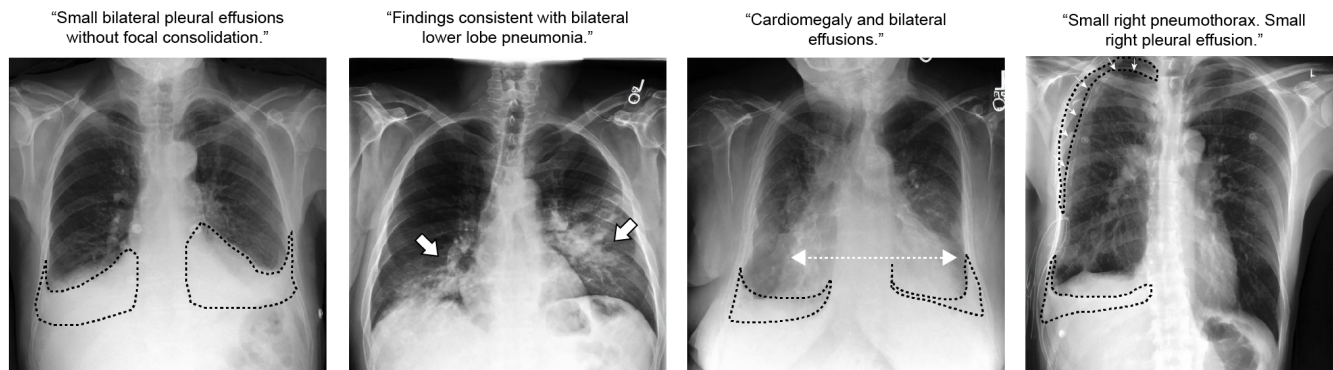 “Small bilateral pleural effusions
without focal consolidation.”
“Findings consistent with bilateral
lower lobe pneumonia.”
“Cardiomegaly and bilateral
effusions.”
“Small right pneumothorax. Small
right pleural effusion.”
L
L